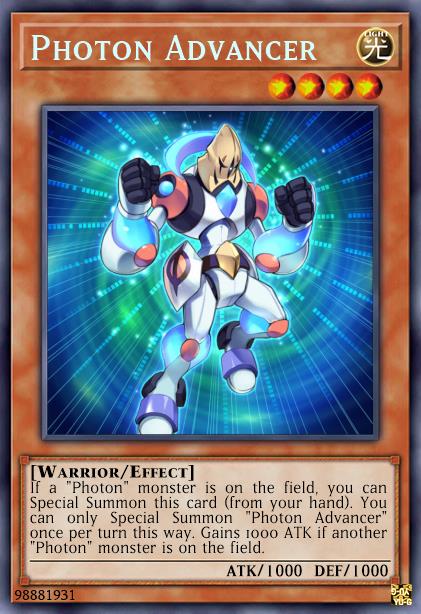 PHOTON ADVANCER
LIGHT
光
[WARRIOR/EFFECT]
If a "Photon" monster is on the field, you can
Special Summon this card (from your hand). You
can only Special Summon "Photon Advancer"
once per turn this way. Gains 1000 ATK if another
"Photon" monster is on the field.
ATK/1000 DEF/1000
98881931